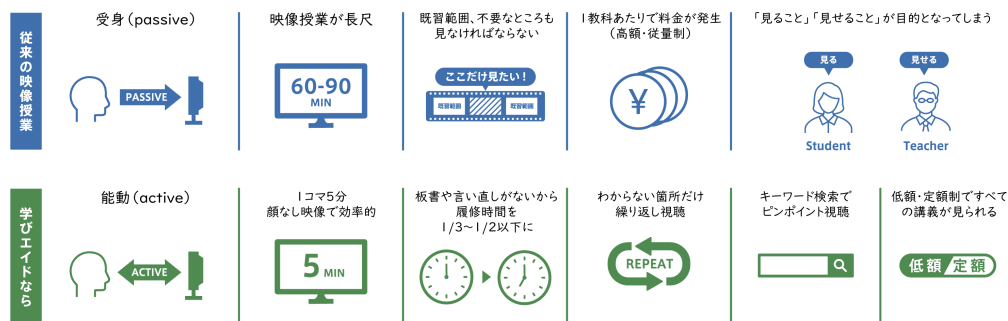 従来の映像授業
受身(passive)
PASSIVE
映像授業が長尺
60-90
MIN
既習範囲、不要なところも
見なければならない
ここだけ見たい!
既習範囲
既習範囲
1教科あたりで料金が発生
(高額・従量制)
¥
「見ること」「見せること」が目的となってしまう
見る
見せる
Student
Teacher
学びエイドなら
能動(active)
ACTIVE
1コマ5分
顔なし映像で効率的
5 MIN
板書や言い直しがないから
履修時間を
1/3〜1/2以下に
わからない箇所だけ
繰り返し視聴
REPEAT
キーワード検索で
ピンポイント視聴
低額・定額制ですべて
の講義が見られる
低額/定額